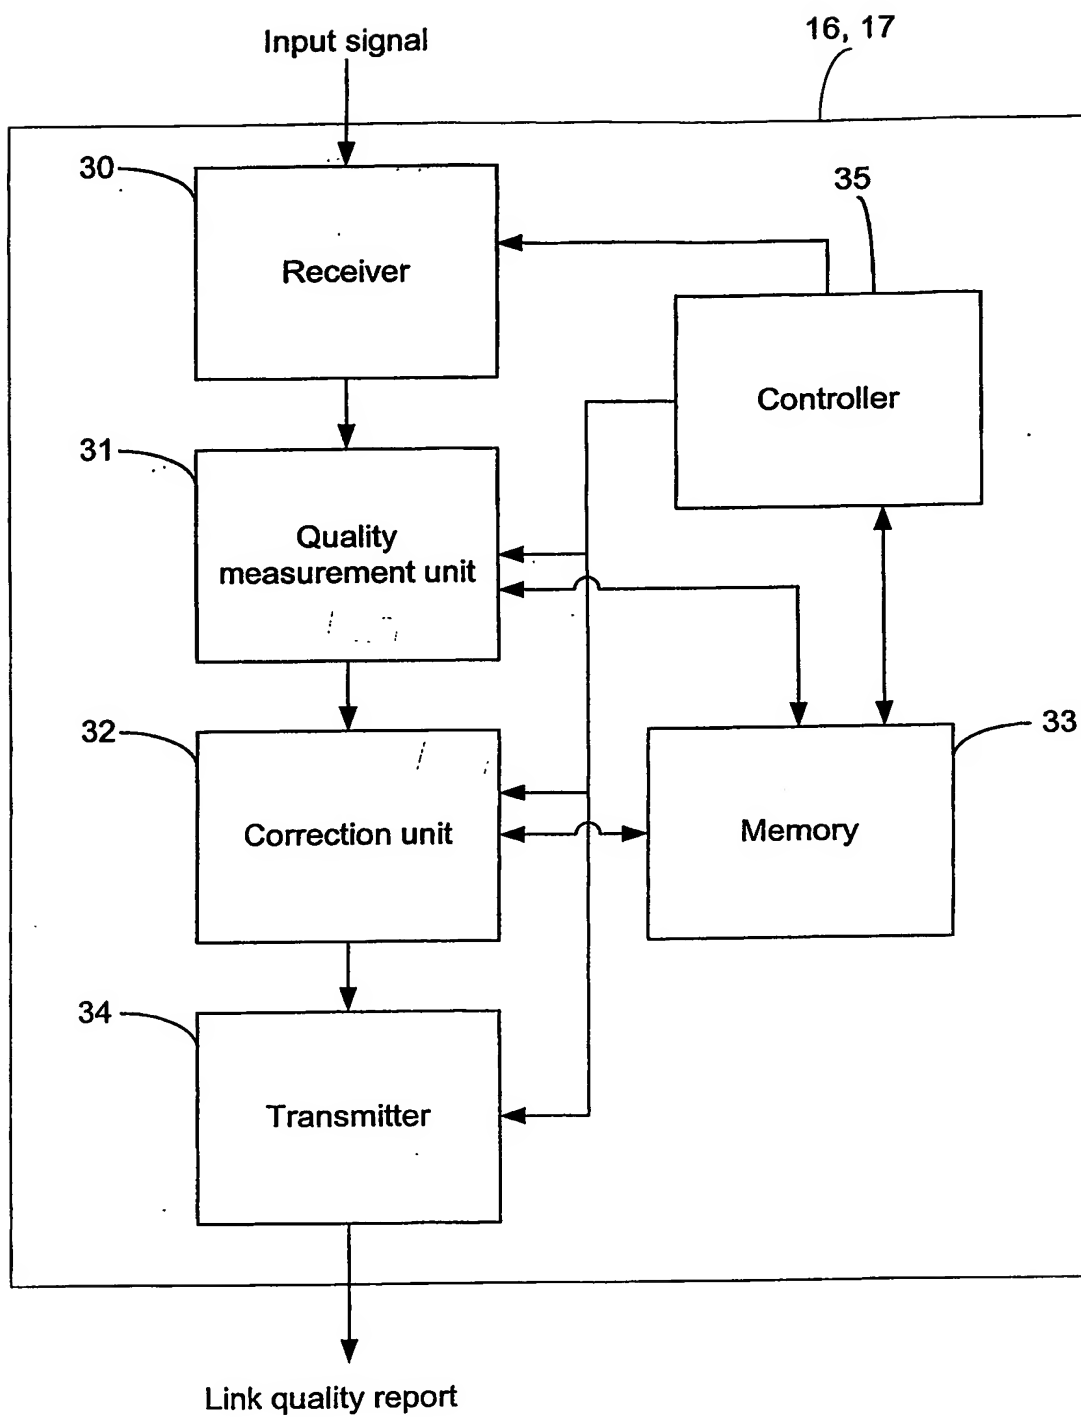 Input signal
16, 17
30
Receiver
35
Controller
31
Quality
measurement unit
32
Correction unit
33
Memory
34
Transmitter
Link quality report